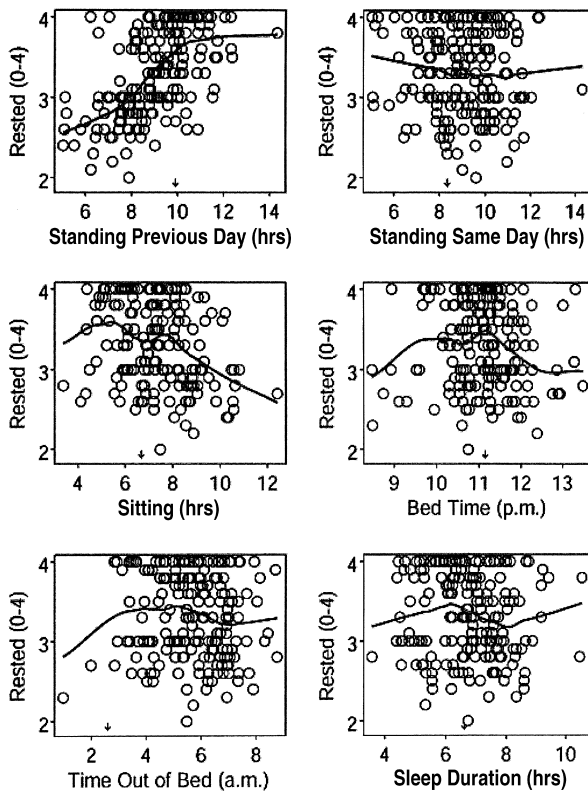 4
3
2
Rested (0-4)
6 8 10 12 14
Standing Previous Day (hrs)
4
3
2
Rested (0-4)
6 8 10 12 14
Standing Same Day (hrs)
4
3
2
Rested (0-4)
4 6 8 10 12
Sitting (hrs)
4
3
2
Rested (0-4)
9 10 11 12 13
Bed Time (p.m.)
4
3
2
Rested (0-4)
2 4 6 8
Time Out of Bed (a.m.)
4
3
2
Rested (0-4)
4 6 8 10
Sleep Duration (hrs)